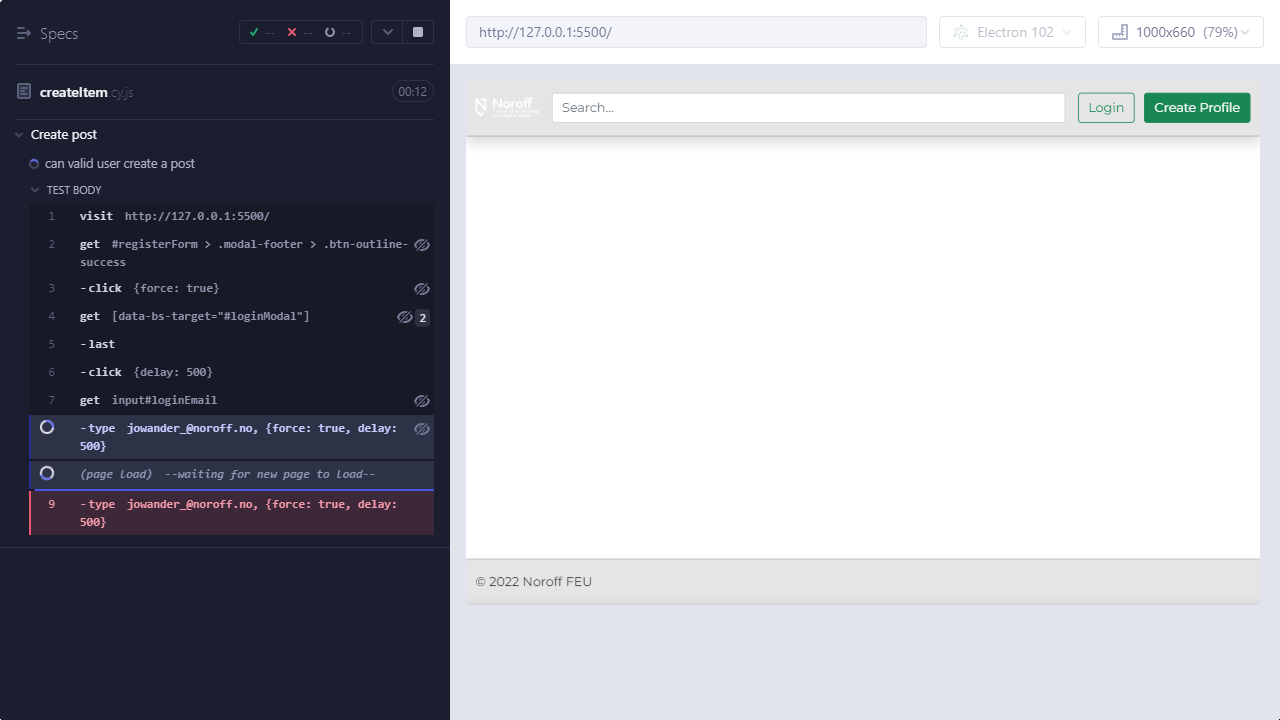 Specs
-- -- --
createItem.cy.js
00:12
Create post
can valid user create a post
TEST BODY
1 visit http://127.0.0.1:5500/
2 get #registerForm > .modal-footer > .btn-outline-
success
3 -click {force: true}
4 get [data-bs-target="#loginModal"] 2
5 -last
6 -click {delay: 500}
7 get input#loginEmail
-type jowander_@noroff.no, {force: true, delay:
500}
(page load) --waiting for new page to load--
9 -type jowander_@noroff.no, {force: true, delay:
500}
http://127.0.0.1:5500/
Electron 102
1000x660 (79%)
Noroff
Search...
Login
Create Profile
© 2022 Noroff FEU